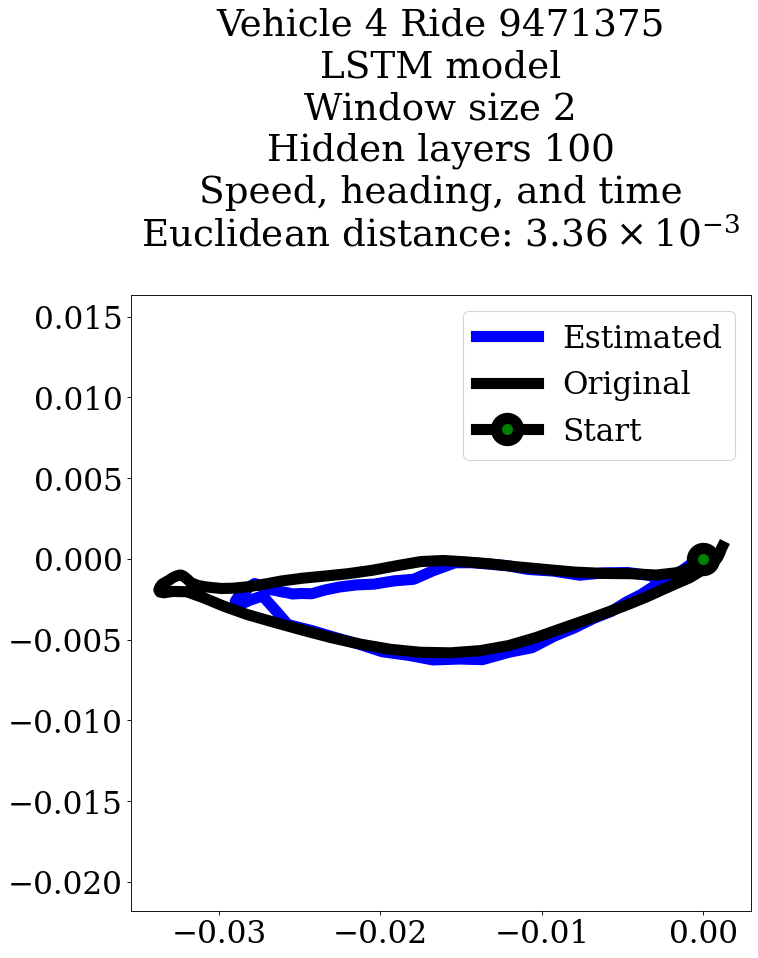 Vehicle 4 Ride 9471375
LSTM model
Window size 2
Hidden layers 100
Speed, heading, and time
Euclidean distance: 3.36 × 10⁻³
Estimated
Original
Start
0.015
0.010
0.005
0.000
−0.005
−0.010
−0.015
−0.020
−0.03 −0.02 −0.01 0.00